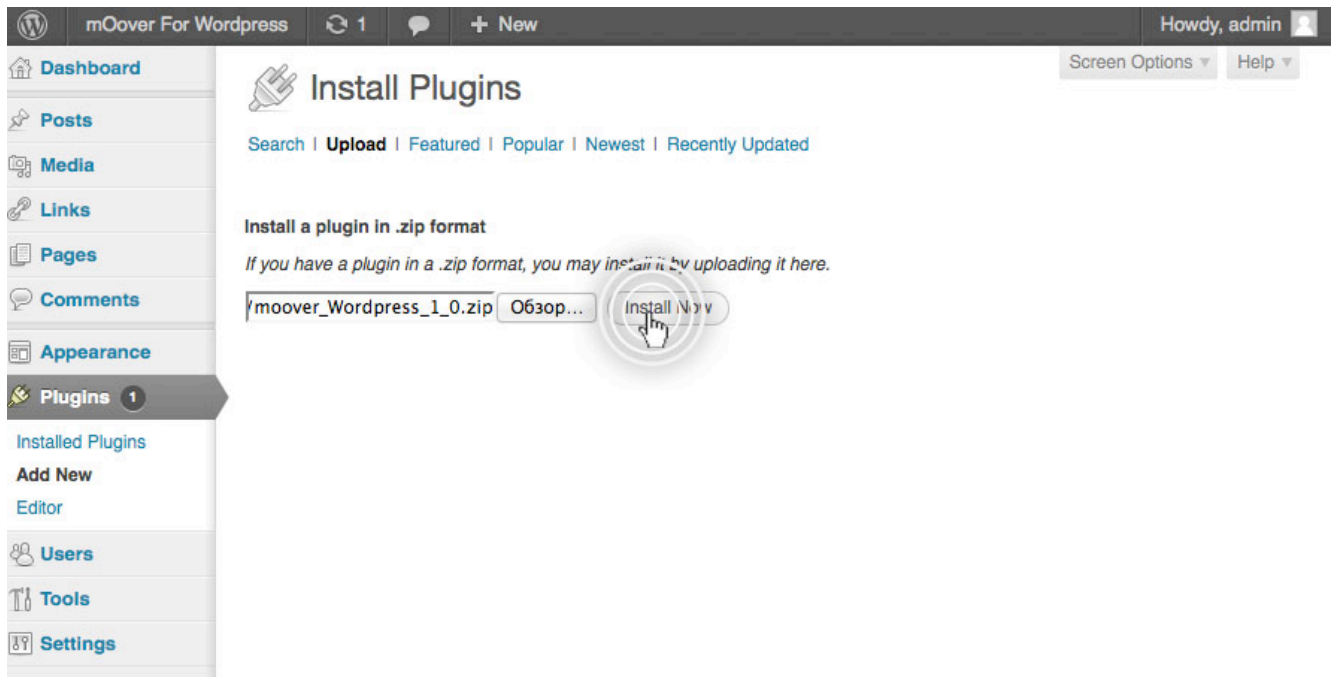 mOover For Wordpress 1 + New Howdy, admin
Screen Options Help
Dashboard
Posts
Media
Links
Pages
Comments
Appearance
Plugins 1
Installed Plugins
Add New
Editor
Users
Tools
Settings
Install Plugins
Search | Upload | Featured | Popular | Newest | Recently Updated
Install a plugin in .zip format
If you have a plugin in a .zip format, you may install it by uploading it here.
/moover_Wordpress_1_0.zip Обзор... Install Now